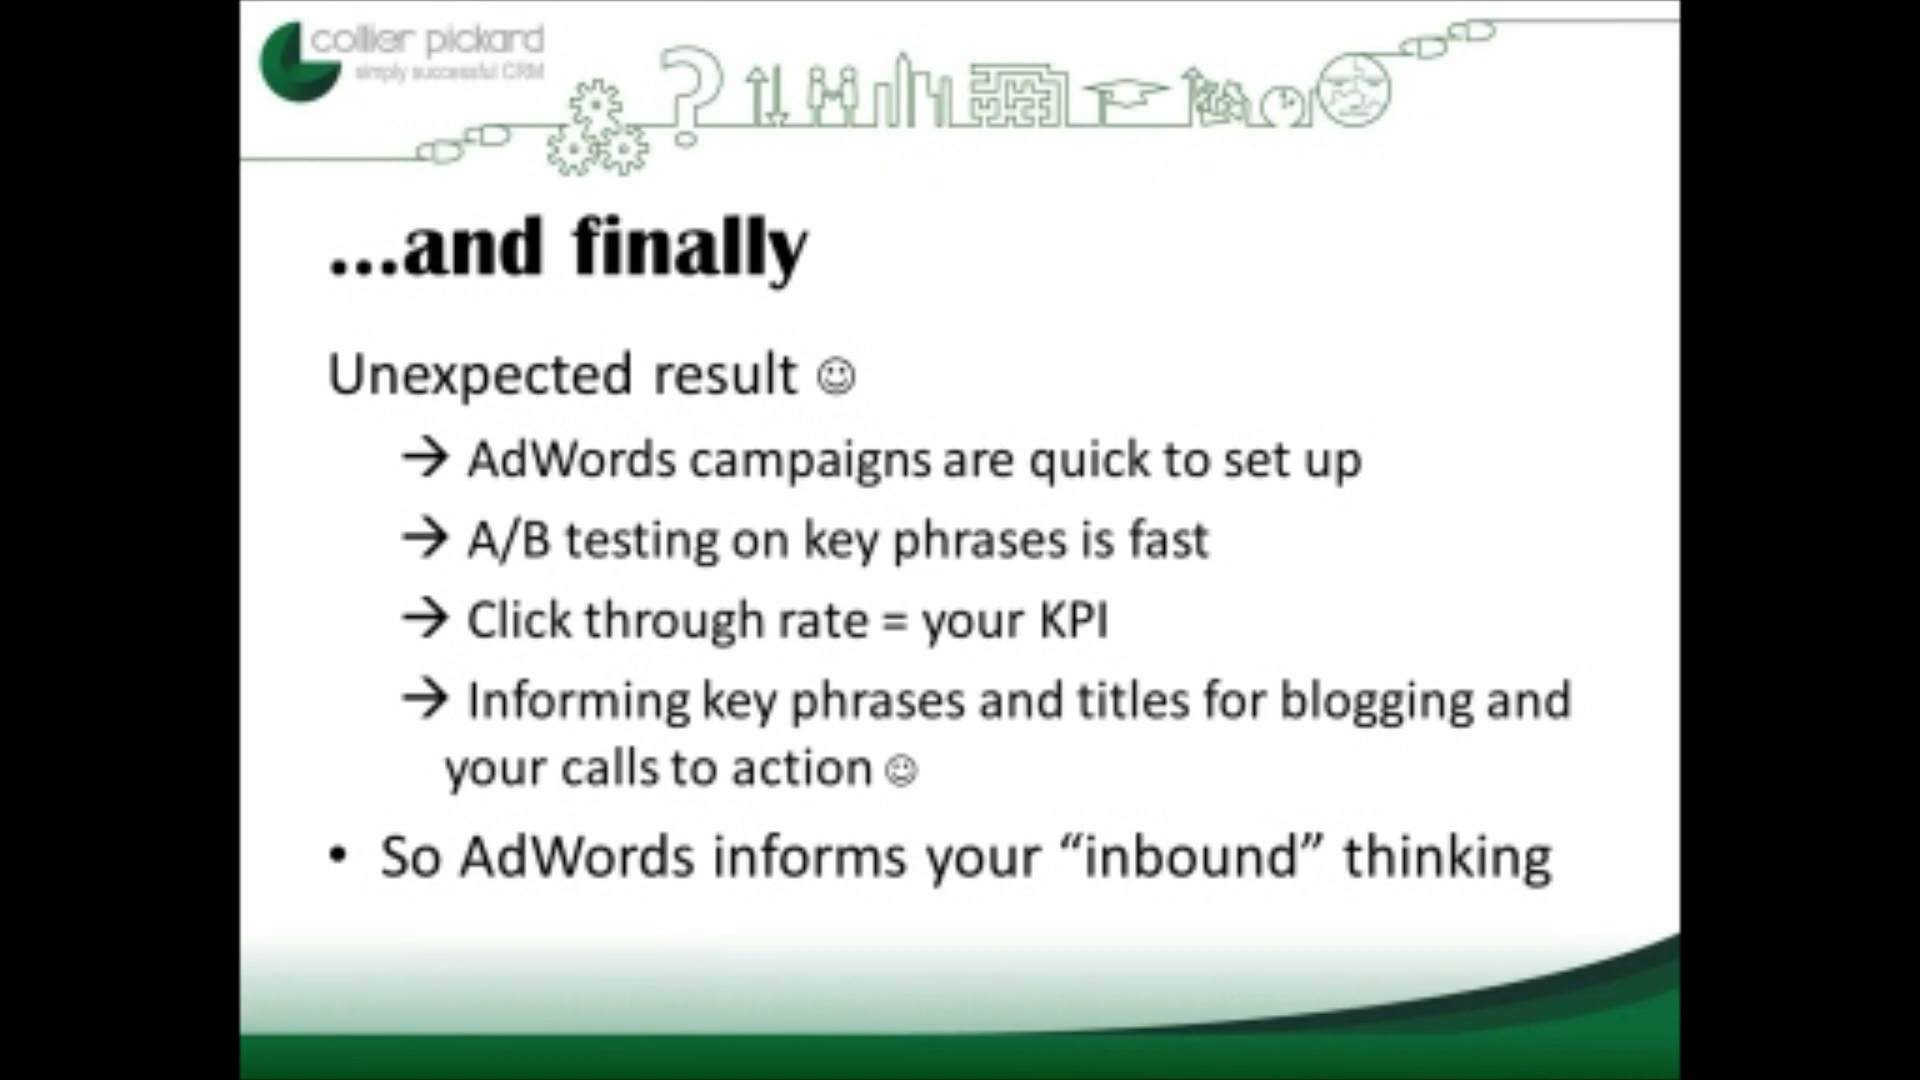 collier pickard
simply successful CRM
...and finally
Unexpected result ☺
→ AdWords campaigns are quick to set up
→ A/B testing on key phrases is fast
→ Click through rate = your KPI
→ Informing key phrases and titles for blogging and
your calls to action ☺
• So AdWords informs your “inbound” thinking